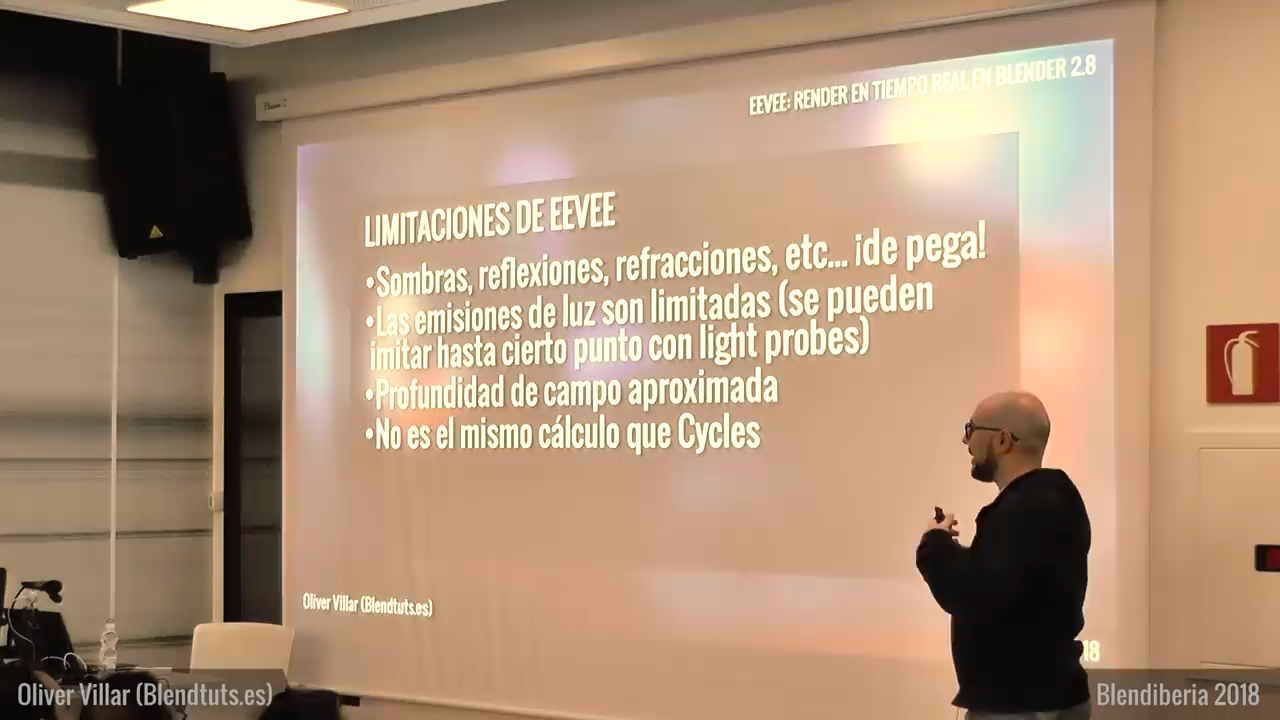 EEVEE: RENDER EN TIEMPO REAL EN BLENDER 2.8
LIMITACIONES DE EEVEE
•Sombras, reflexiones, refracciones, etc... ¡de pega!
•Las emisiones de luz son limitadas (se pueden
imitar hasta cierto punto con light probes)
•Profundidad de campo aproximada
•No es el mismo cálculo que Cycles
Oliver Villar (Blendtuts.es)
18
Oliver Villar (Blendtuts.es)
Blendiberia 2018